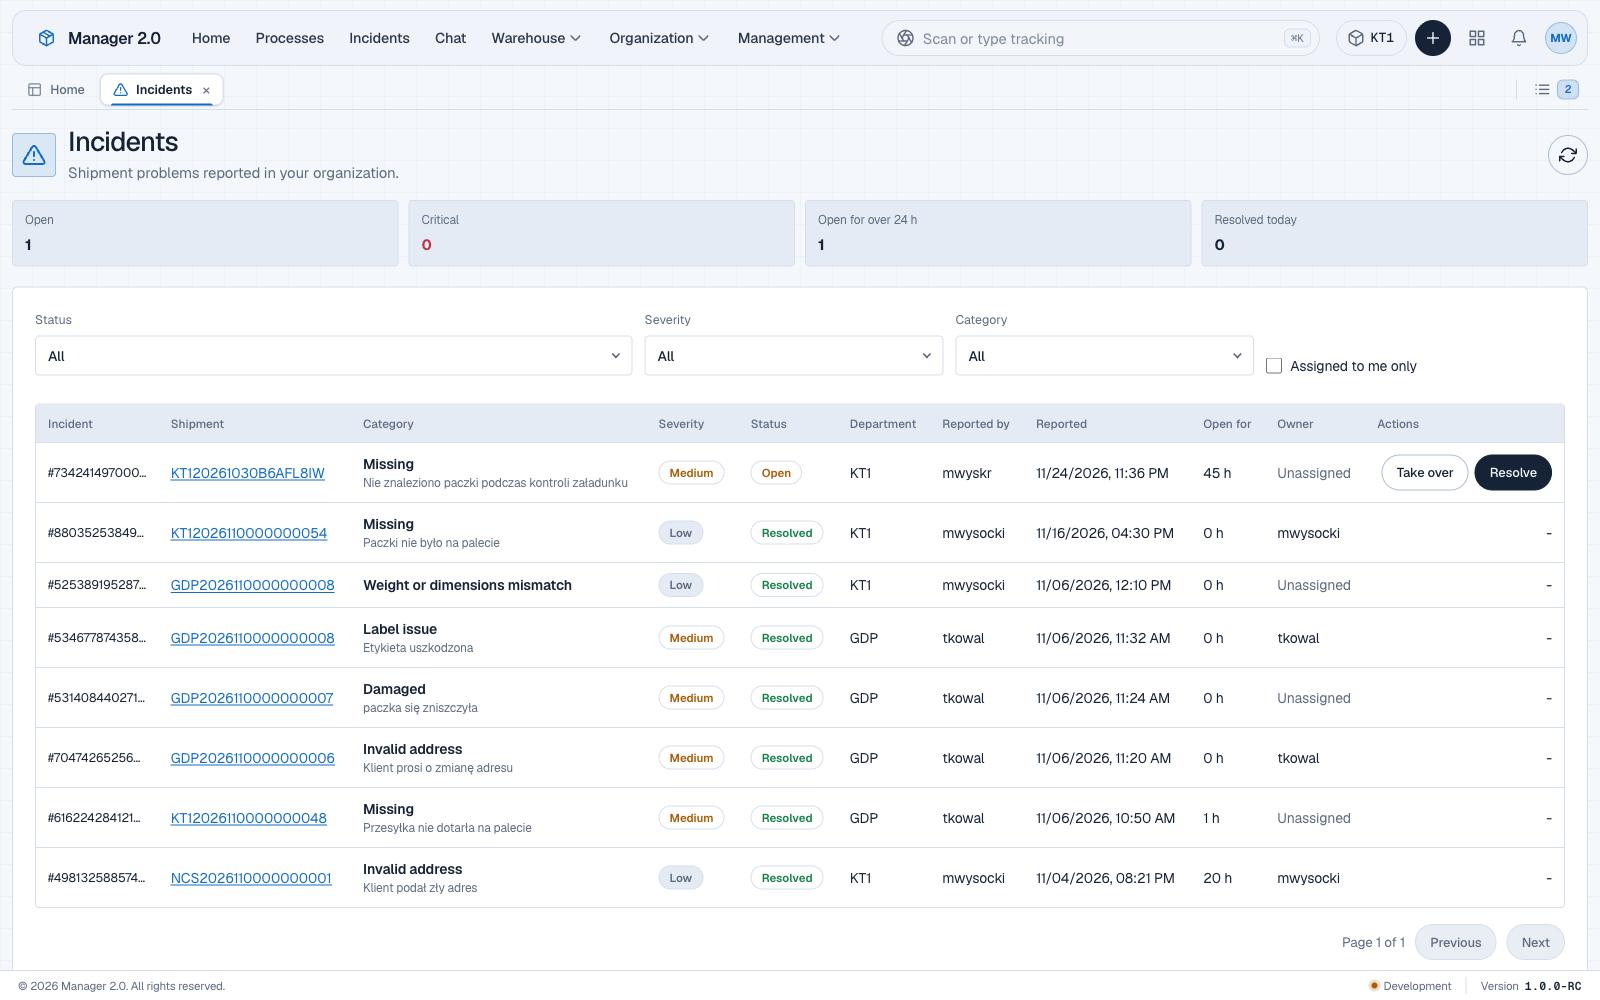 Manager 2.0 Home Processes Incidents Chat Warehouse Organization Management Scan or type tracking ⌘K KT1 MW
Home Incidents 2
Incidents
Shipment problems reported in your organization.
Open Critical Open for over 24 h Resolved today
1 0 1 0
Status Severity Category
All All All Assigned to me only
Incident Shipment Category Severity Status Department Reported by Reported Open for Owner Actions
#734241497000... KT120261030B6AFL8IW Missing Medium Open KT1 mwyskr 11/24/2026, 11:36 PM 45 h Unassigned Take over Resolve
Nie znaleziono paczki podczas kontroli załadunku
#88035253849... KT12026110000000054 Missing Low Resolved KT1 mwysocki 11/16/2026, 04:30 PM 0 h mwysocki -
Paczki nie było na palecie
#525389195287... GDP2026110000000008 Weight or dimensions mismatch Low Resolved KT1 mwysocki 11/06/2026, 12:10 PM 0 h Unassigned -
#534677874358... GDP2026110000000008 Label issue Medium Resolved GDP tkowal 11/06/2026, 11:32 AM 0 h tkowal -
Etykieta uszkodzona
#531408440271... GDP2026110000000007 Damaged Medium Resolved GDP tkowal 11/06/2026, 11:24 AM 0 h Unassigned -
paczka się zniszczyła
#70474265256... GDP2026110000000006 Invalid address Medium Resolved GDP tkowal 11/06/2026, 11:20 AM 0 h tkowal -
Klient prosi o zmianę adresu
#616224284121... KT12026110000000048 Missing Medium Resolved GDP tkowal 11/06/2026, 10:50 AM 1 h Unassigned -
Przesyłka nie dotarła na palecie
#498132588574... NCS2026110000000001 Invalid address Low Resolved KT1 mwysocki 11/04/2026, 08:21 PM 20 h mwysocki -
Klient podał zły adres
Page 1 of 1 Previous Next
© 2026 Manager 2.0. All rights reserved. Development Version 1.0.0-RC